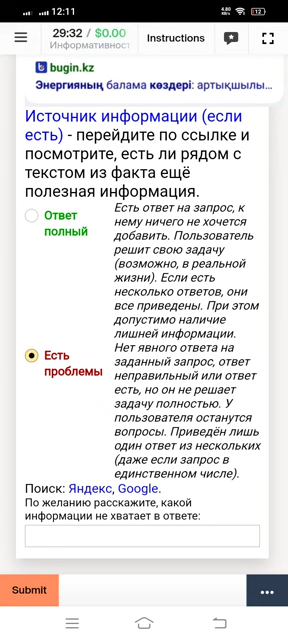 12:11
4.80
KB/s
12
29:32 / $0.00
Информативност
Instructions
bugin.kz
Энергияның балама көздері: артықшылы...
Источник информации (если
есть) - перейдите по ссылке и
посмотрите, есть ли рядом с
текстом из факта ещё
полезная информация.
Ответ
полный
Есть ответ на запрос, к
нему ничего не хочется
добавить. Пользователь
решит свою задачу
(возможно, в реальной
жизни). Если есть
несколько ответов, они
все приведены. При этом
допустимо наличие
лишней информации.
Есть
проблемы
Нет явного ответа на
заданный запрос, ответ
неправильный или ответ
есть, но он не решает
задачу полностью. У
пользователя останутся
вопросы. Приведён лишь
один ответ из нескольких
(даже если запрос в
единственном числе).
Поиск: Яндекс, Google.
По желанию расскажите, какой
информации не хватает в ответе:
Submit